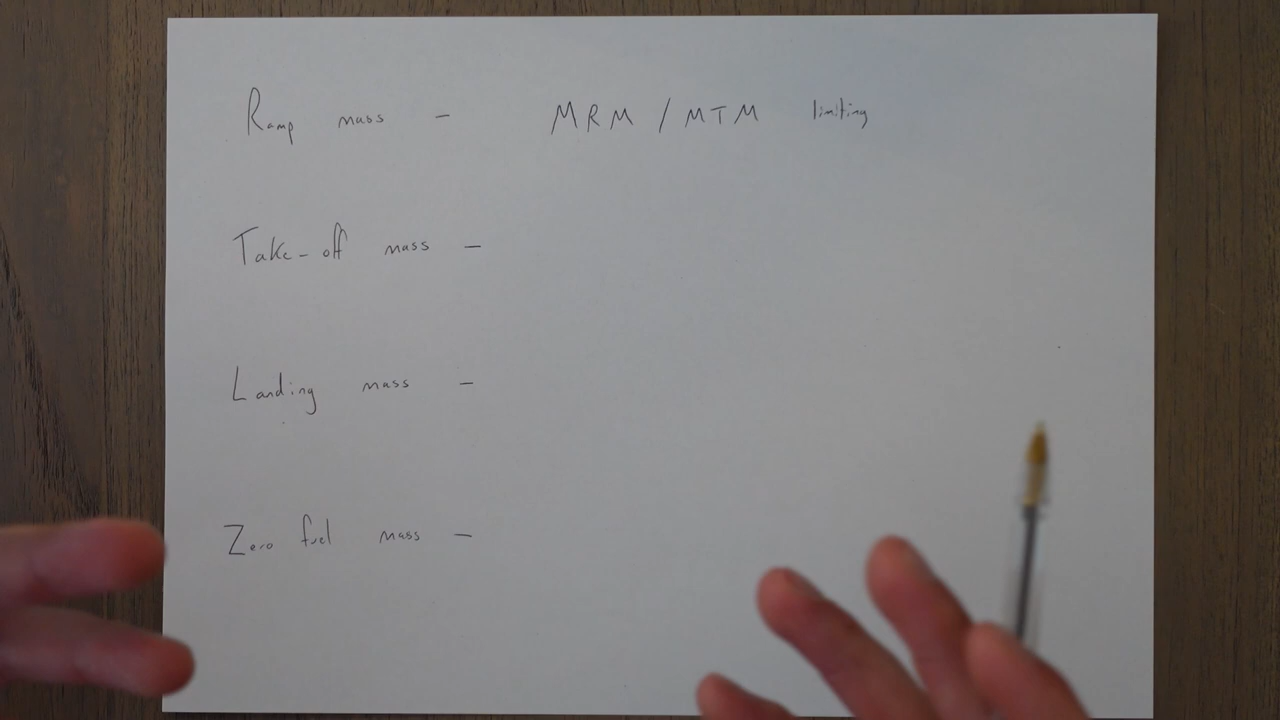 Ramp mass - MRM / MTM limiting
Take-off mass -
Landing mass -
Zero fuel mass -